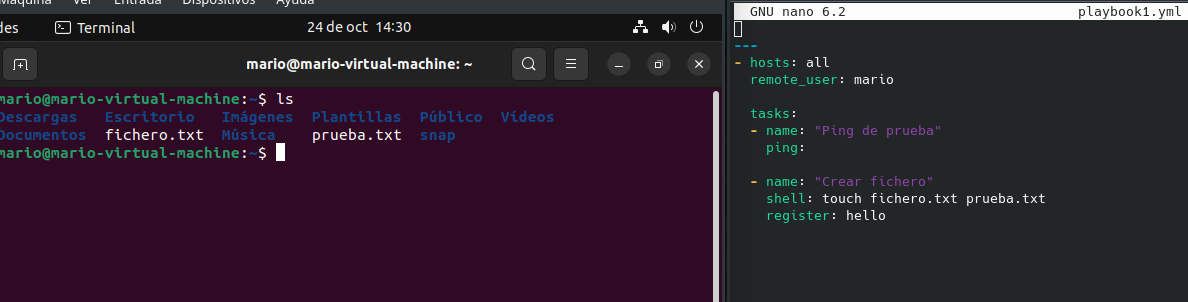 Máquina Ver Entrada Dispositivos Ayuda
des Terminal 24 de oct 14:30
mario@mario-virtual-machine: ~
mario@mario-virtual-machine:~$ ls
Descargas Escritorio Imágenes Plantillas Público Vídeos
Documentos fichero.txt Música prueba.txt snap
mario@mario-virtual-machine:~$
GNU nano 6.2 playbook1.yml
---
- hosts: all
remote_user: mario
tasks:
- name: "Ping de prueba"
ping:
- name: "Crear fichero"
shell: touch fichero.txt prueba.txt
register: hello